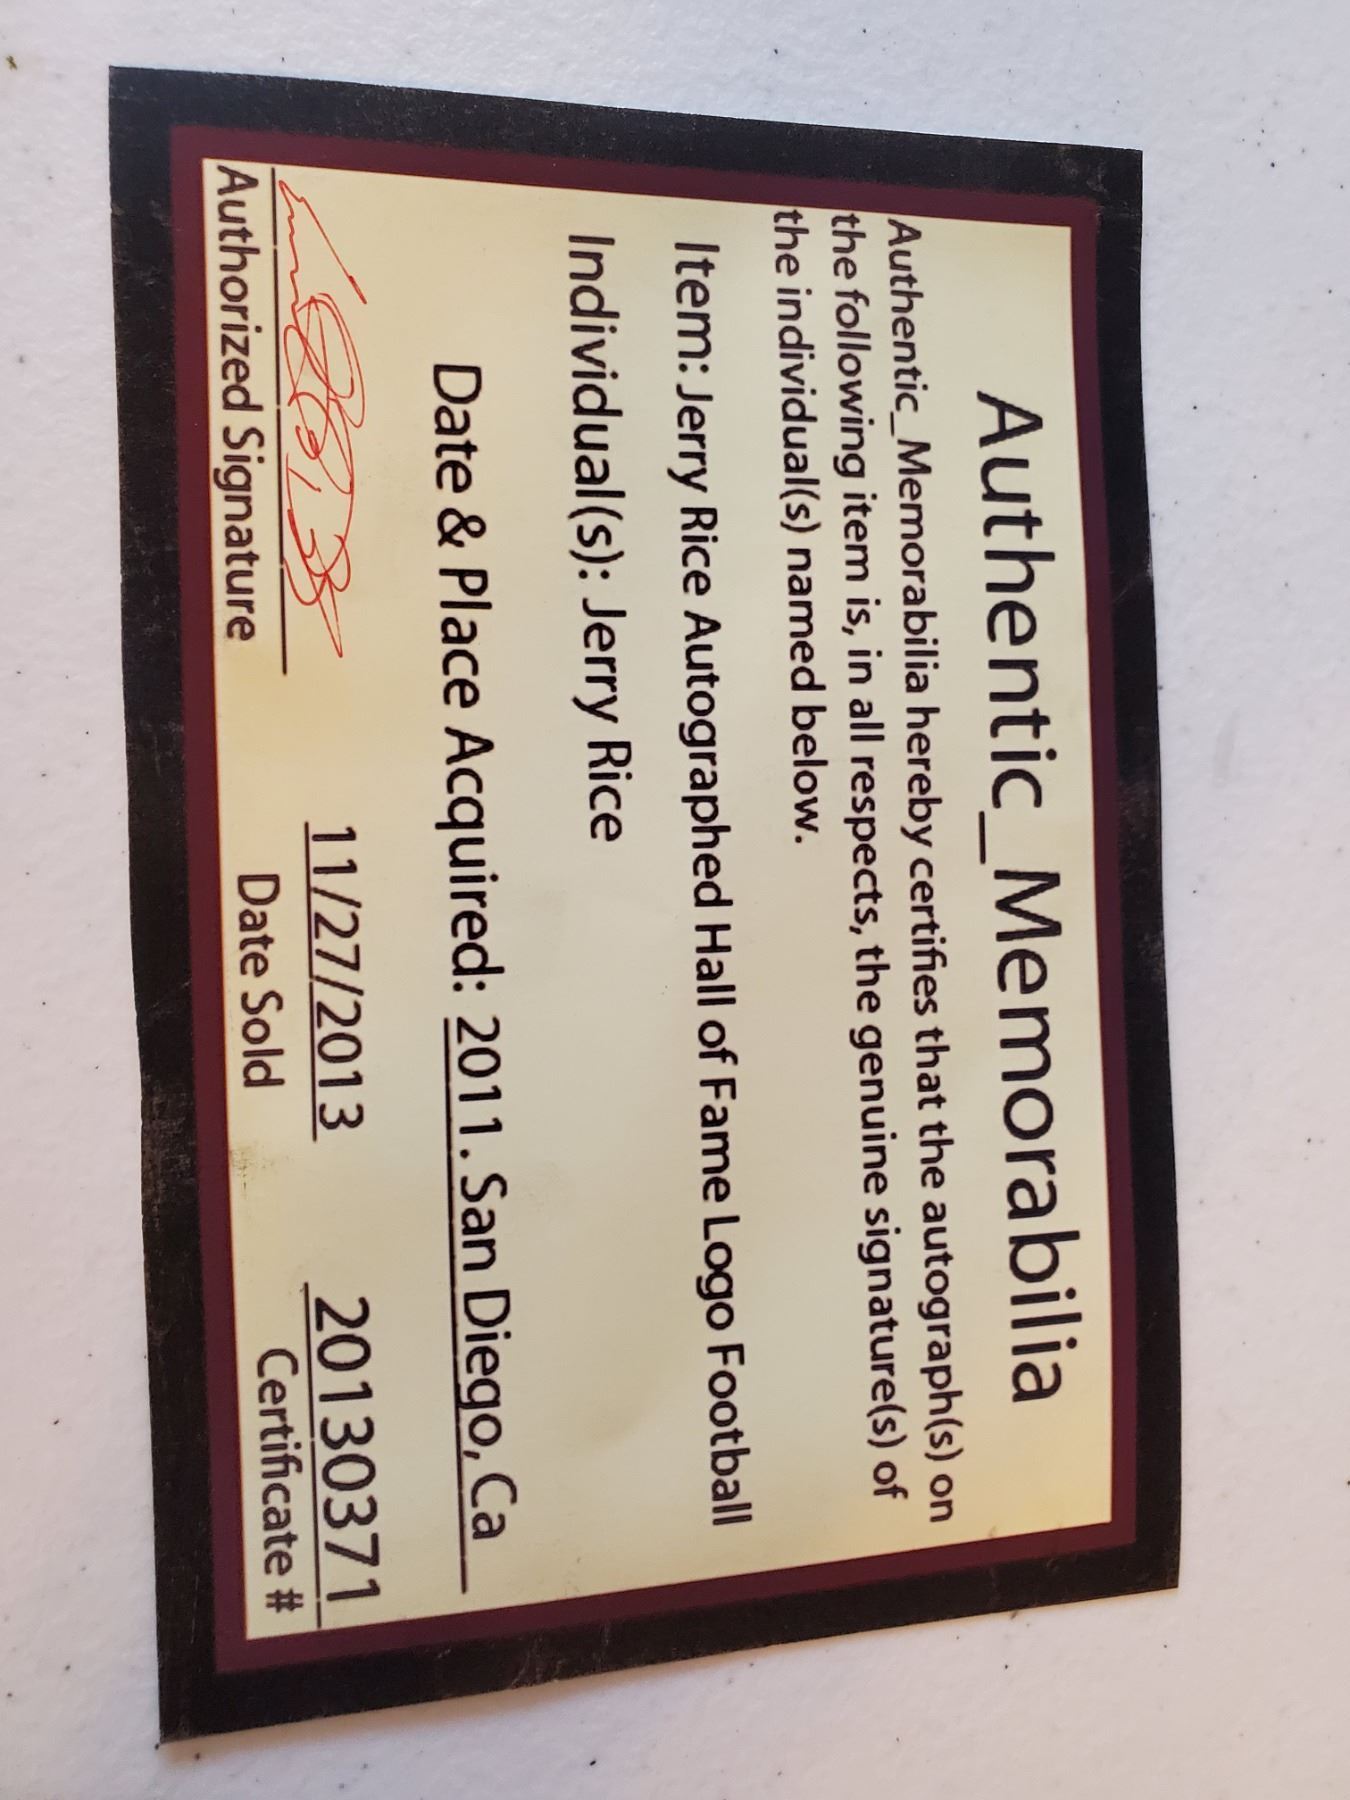 Authentic_Memorabilia
Authentic_Memorabilia hereby certifies that the autograph(s) on
the following item is, in all respects, the genuine signature(s) of
the individual(s) named below.
Item: Jerry Rice Autographed Hall of Fame Logo Football
Individual(s): Jerry Rice
Date & Place Acquired: 2011. San Diego, Ca
11/27/2013 20130371
Authorized Signature Date Sold Certificate #